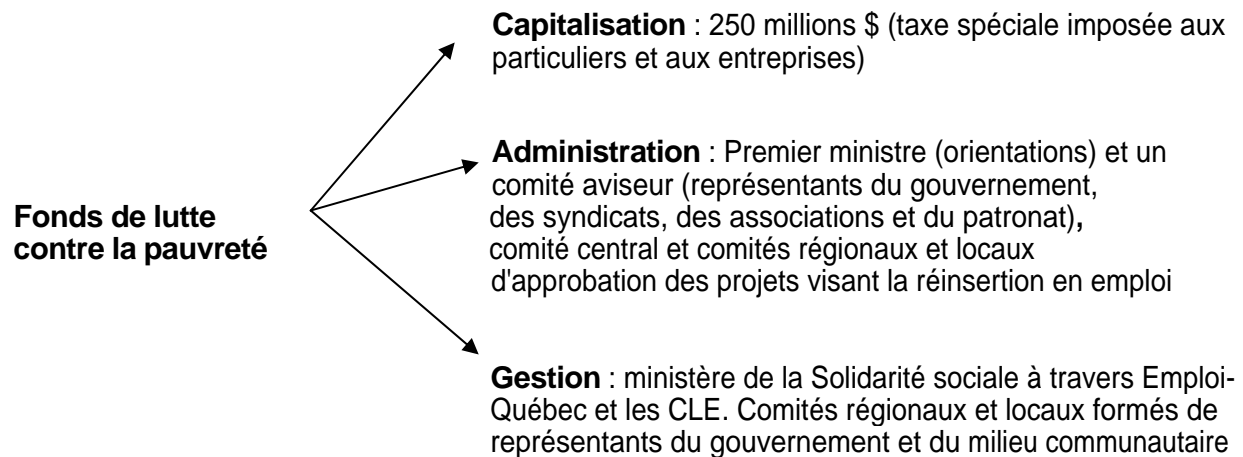 Capitalisation : 250 millions $ (taxe spéciale imposée aux
particuliers et aux entreprises)
Administration : Premier ministre (orientations) et un
comité aviseur (représentants du gouvernement,
des syndicats, des associations et du patronat),
comité central et comités régionaux et locaux
d'approbation des projets visant la réinsertion en emploi
Fonds de lutte
contre la pauvreté
Gestion : ministère de la Solidarité sociale à travers Emploi-
Québec et les CLE. Comités régionaux et locaux formés de
représentants du gouvernement et du milieu communautaire